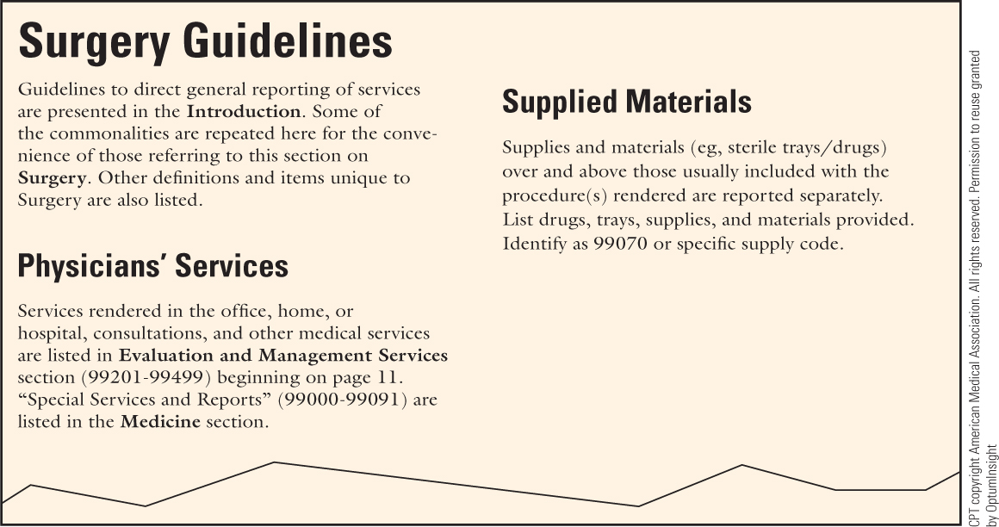 Surgery Guidelines
Guidelines to direct general reporting of services
are presented in the Introduction. Some of
the commonalities are repeated here for the conve-
nience of those referring to this section on
Surgery. Other definitions and items unique to
Surgery are also listed.
Physicians’ Services
Services rendered in the office, home, or
hospital, consultations, and other medical services
are listed in Evaluation and Management Services
section (99201-99499) beginning on page 11.
“Special Services and Reports” (99000-99091) are
listed in the Medicine section.
Supplied Materials
Supplies and materials (eg, sterile trays/drugs)
over and above those usually included with the
procedure(s) rendered are reported separately.
List drugs, trays, supplies, and materials provided.
Identify as 99070 or specific supply code.
CPT copyright American Medical Association. All rights reserved. Permission to reuse granted
by OptumInsight